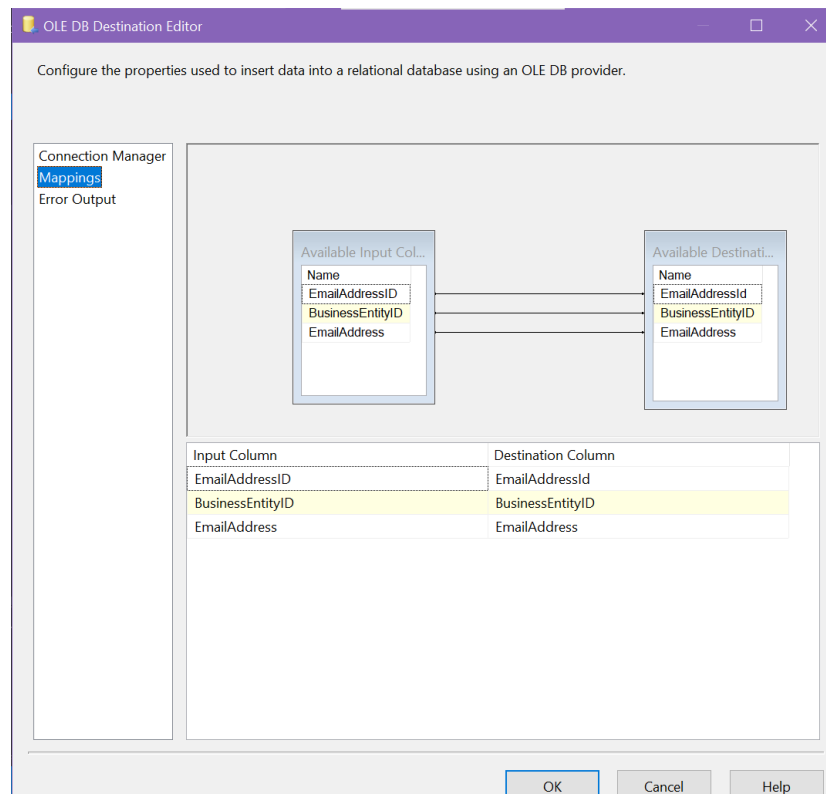 OLE DB Destination Editor
Configure the properties used to insert data into a relational database using an OLE DB provider.
Connection Manager
Mappings
Error Output
Available Input Col...
Name
EmailAddressID
BusinessEntityID
EmailAddress
Available Destinati...
Name
EmailAddressId
BusinessEntityID
EmailAddress
Input Column Destination Column
EmailAddressID EmailAddressId
BusinessEntityID BusinessEntityID
EmailAddress EmailAddress
OK Cancel Help